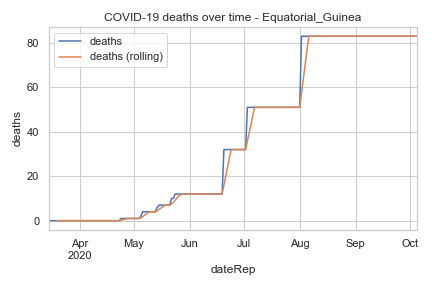 COVID-19 deaths over time - Equatorial_Guinea
deaths
deaths (rolling)
80
60
40
20
0
deaths
Apr
2020
May
Jun
Jul
Aug
Sep
Oct
dateRep